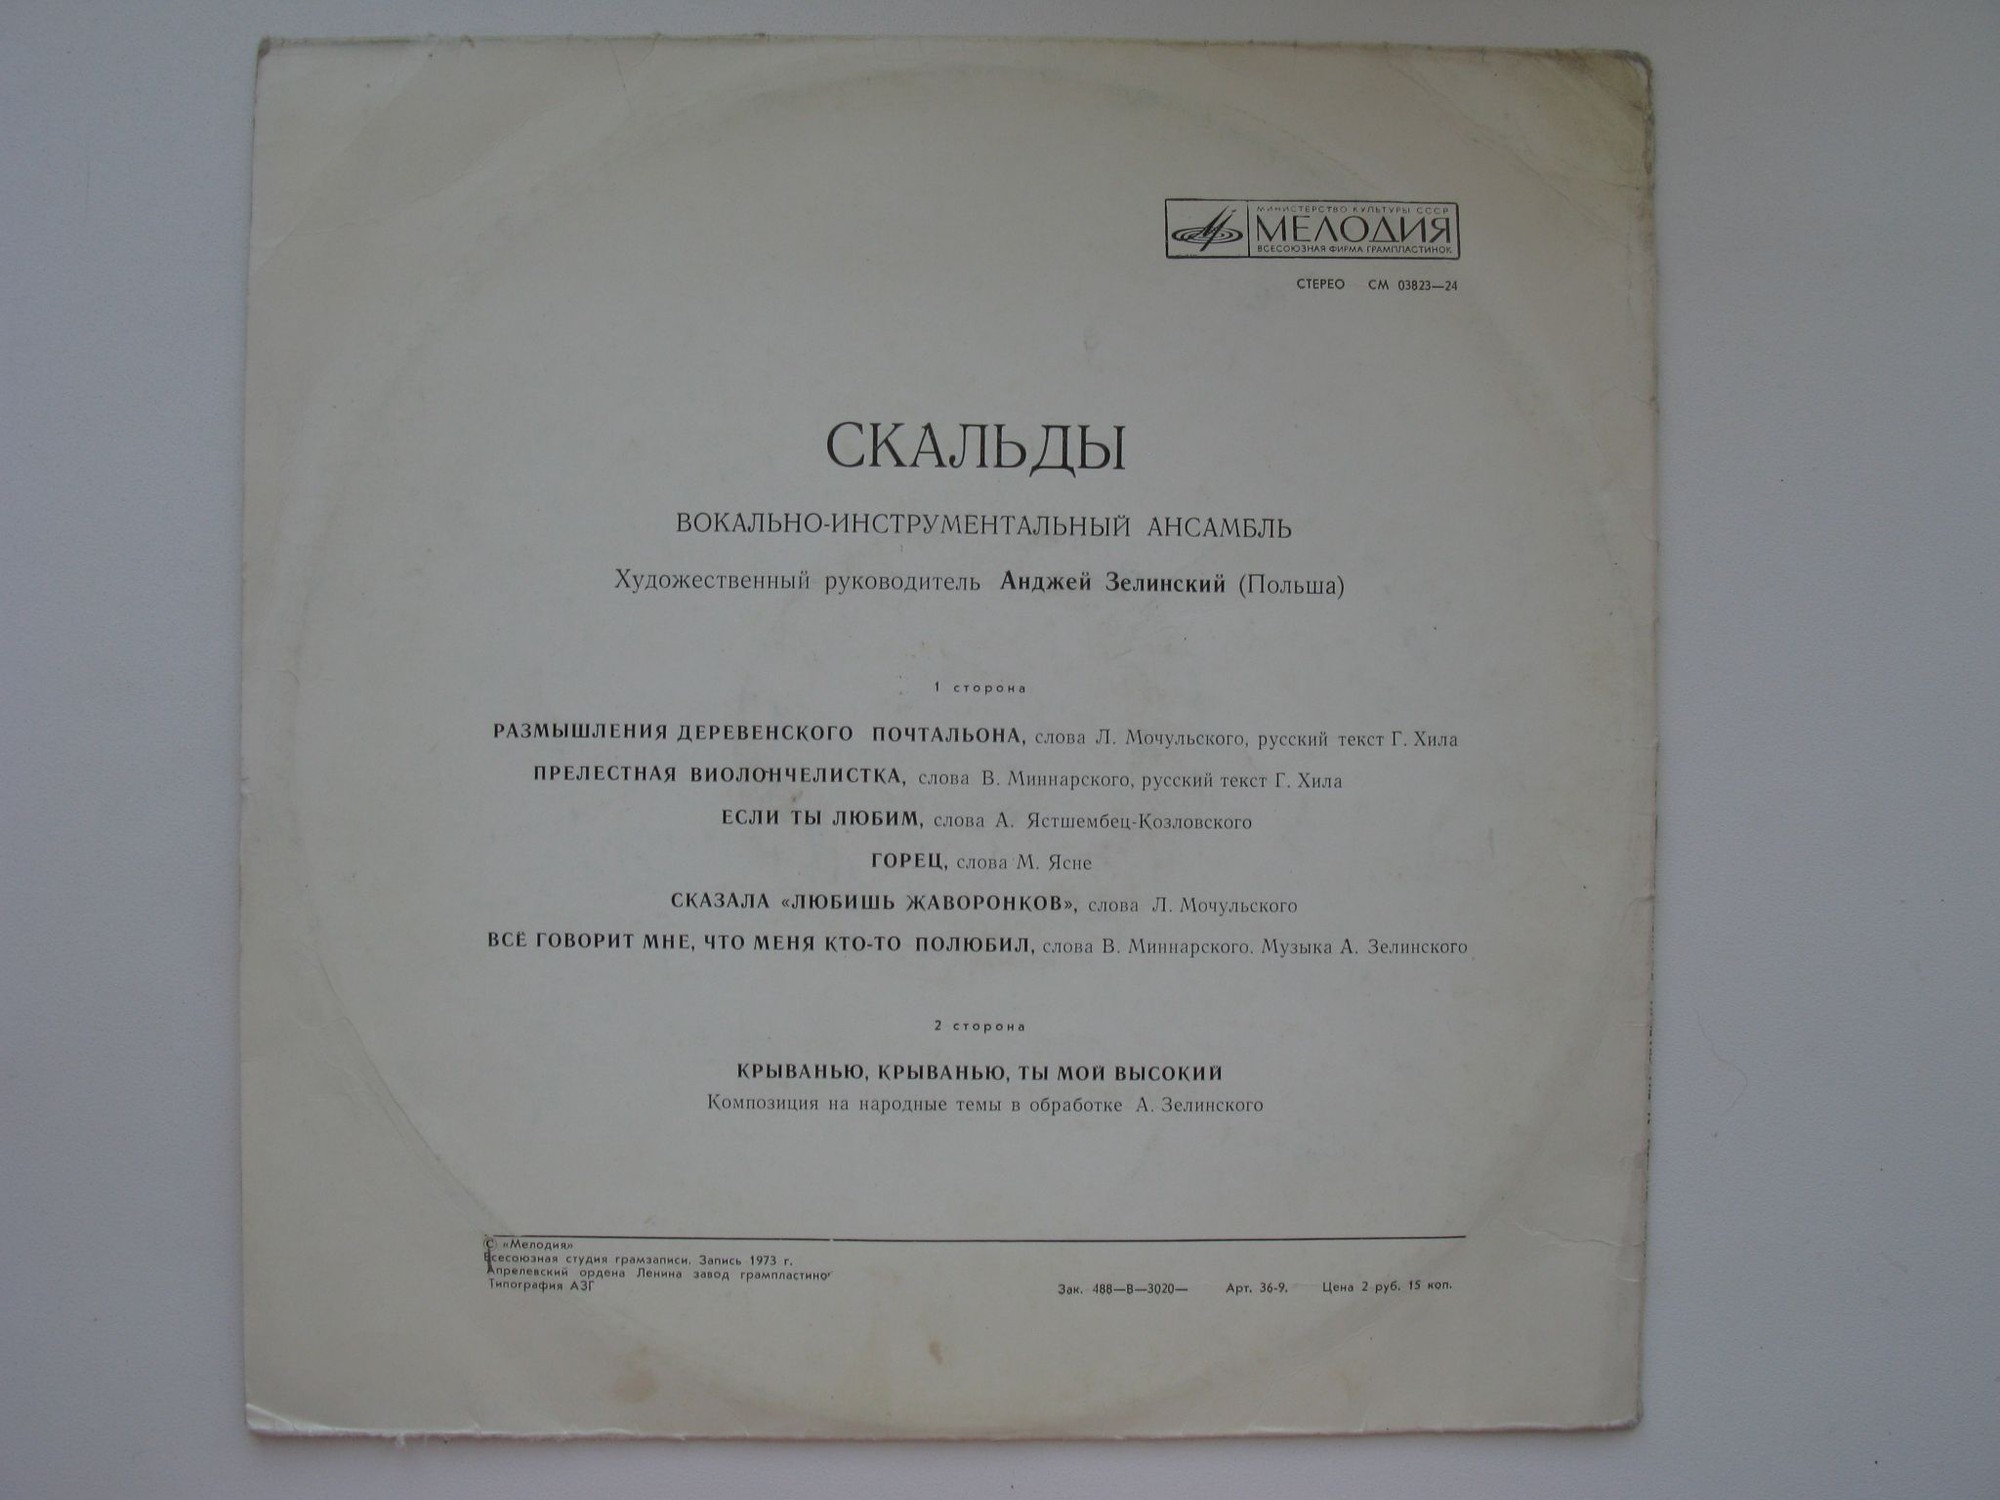 МИНИСТЕРСТВО КУЛЬТУРЫ СССР
МЕЛОДИЯ
ВСЕСОЮЗНАЯ ФИРМА ГРАМПЛАСТИНОК
СТЕРЕО СМ 03823—24
СКАЛЬДЫ
ВОКАЛЬНО-ИНСТРУМЕНТАЛЬНЫЙ АНСАМБЛЬ
Художественный руководитель Анджей Зелинский (Польша)
1 сторона
РАЗМЫШЛЕНИЯ ДЕРЕВЕНСКОГО ПОЧТАЛЬОНА, слова Л. Мочульского, русский текст Г. Хила
ПРЕЛЕСТНАЯ ВИОЛОНЧЕЛИСТКА, слова В. Миннарского, русский текст Г. Хила
ЕСЛИ ТЫ ЛЮБИМ, слова А. Ястшембец-Козловского
ГОРЕЦ, слова М. Ясне
СКАЗАЛА «ЛЮБИШЬ ЖАВОРОНКОВ», слова Л. Мочульского
ВСЁ ГОВОРИТ МНЕ, ЧТО МЕНЯ КТО-ТО ПОЛЮБИЛ, слова В. Миннарского. Музыка А. Зелинского
2 сторона
КРЫВАНЬЮ, КРЫВАНЬЮ, ТЫ МОЙ ВЫСОКИЙ
Композиция на народные темы в обработке А. Зелинского
© «Мелодия»
Всесоюзная студия грамзаписи. Запись 1973 г.
Апрелевский ордена Ленина завод грампластино
Типография АЗГ
Зак. 488—В—3020— Арт. 36-9. Цена 2 руб. 15 коп.